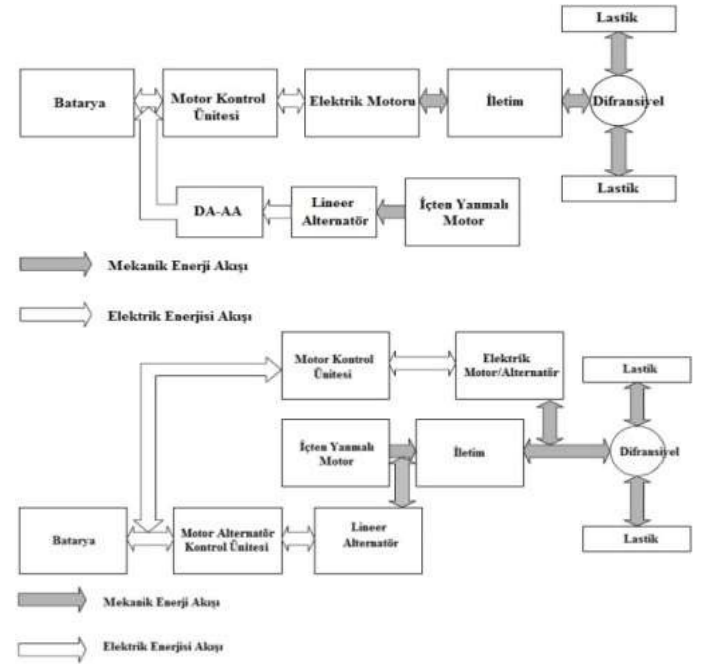 Lastik
Batarya
Motor Kontrol
Ünitesi
Elektrik Motoru
İletim
Difransiyel
Lastik
DA-AA
Lineer
Alternatör
İçten Yanmalı
Motor
Mekanik Enerji Akışı
Elektrik Enerjisi Akışı
Motor Kontrol
Ünitesi
Elektrik
Motor/Alternatör
Lastik
İçten Yanmalı
Motor
İletim
Difransiyel
Batarya
Motor Alternatör
Kontrol Ünitesi
Lineer
Alternatör
Lastik
Mekanik Enerji Akışı
Elektrik Enerjisi Akışı